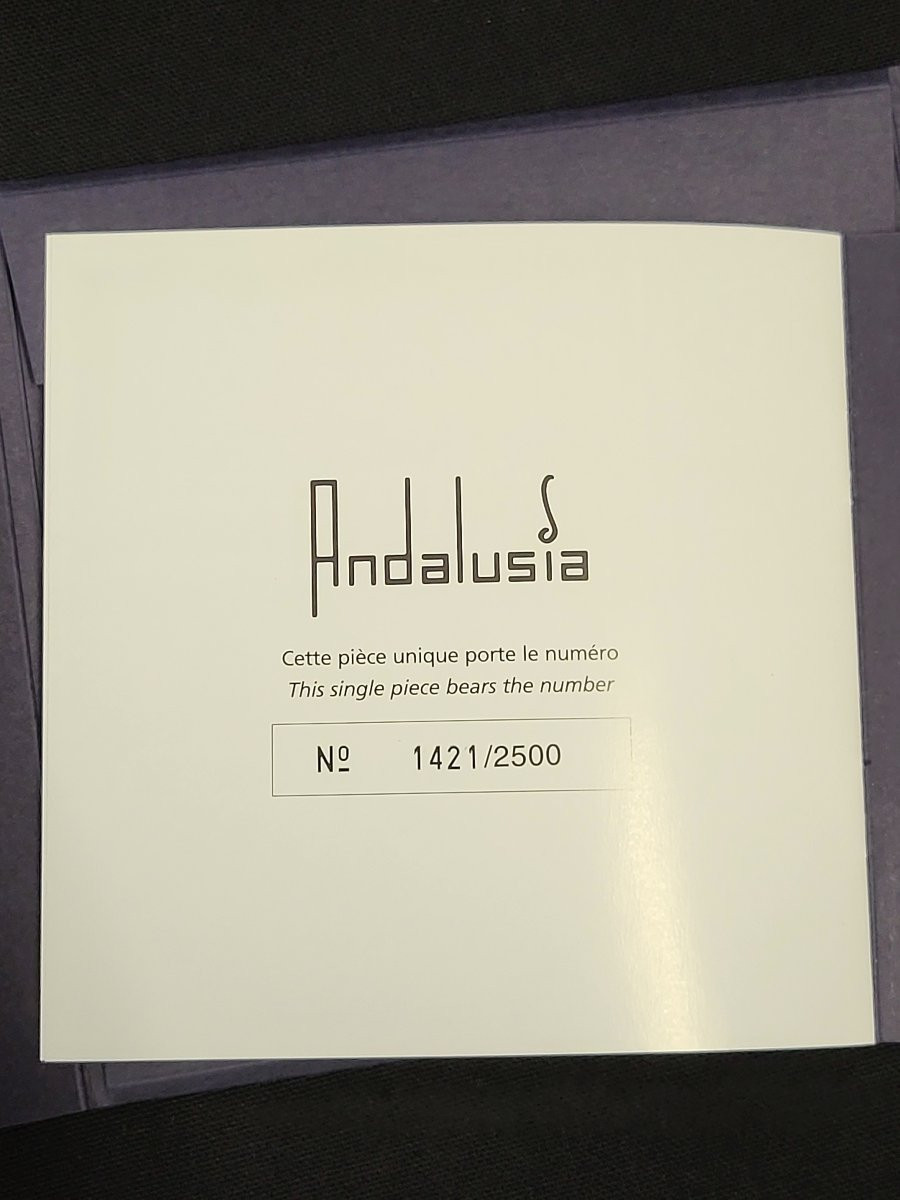 Andalusia
Cette pièce unique porte le numéro
This single piece bears the number
Nº 1421/2500